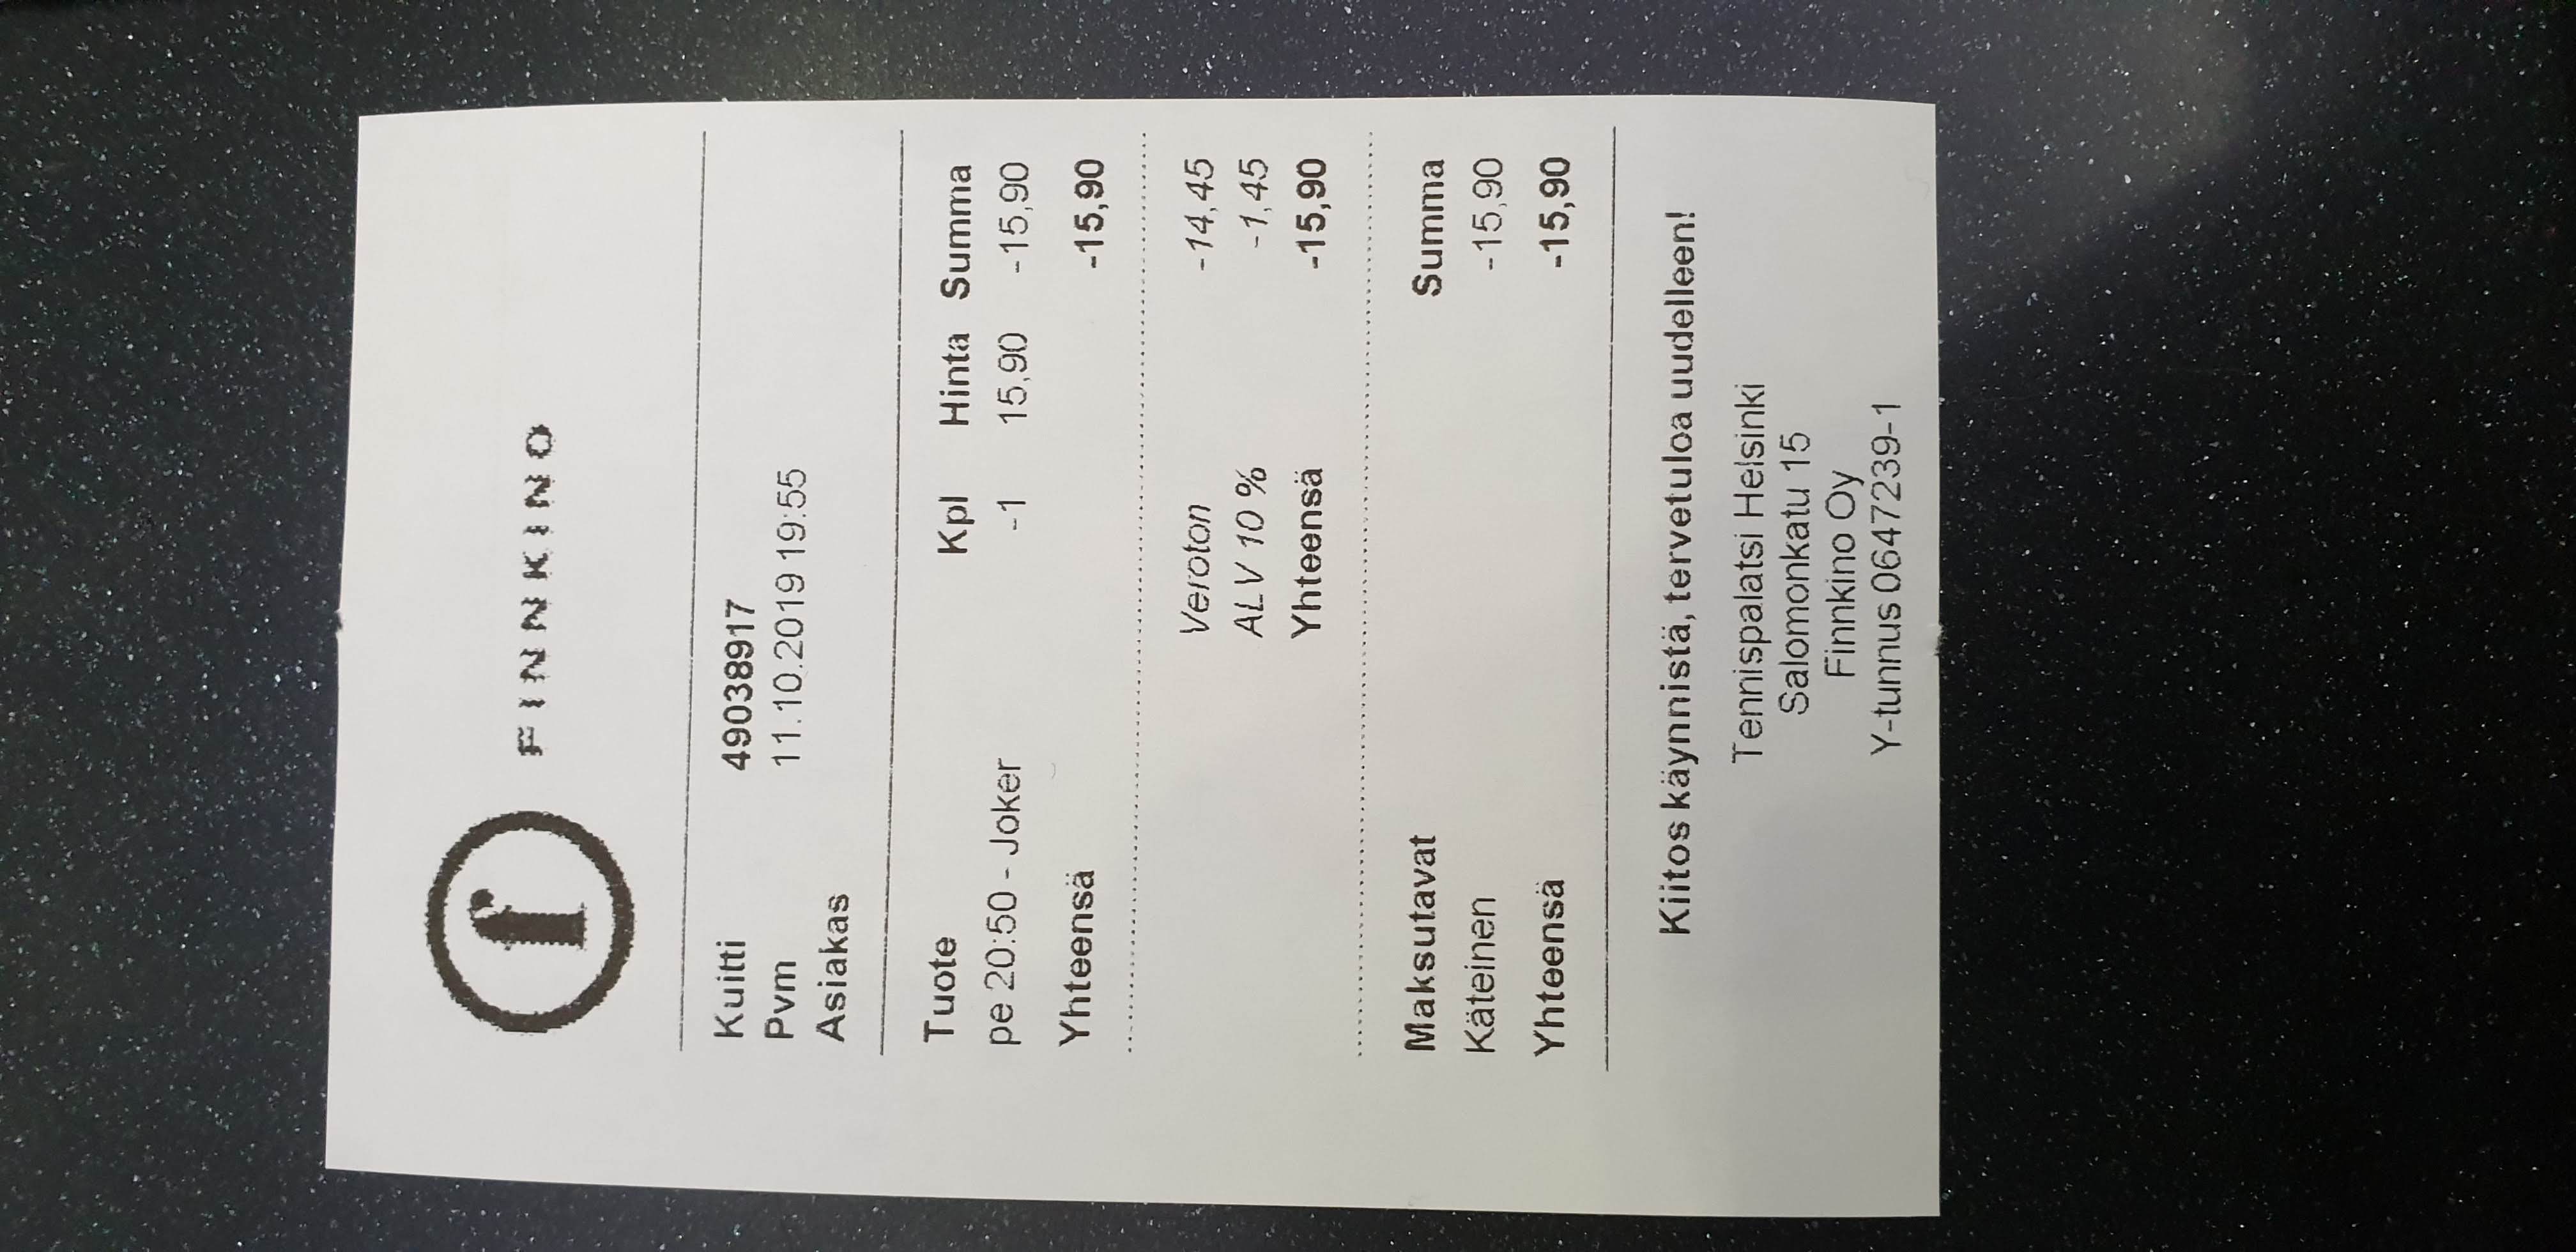 f FINNKINO
Kuitti 49038917
Pvm 11.10.2019 19:55
Asiakas
Tuote Kpl Hinta Summa
pe 20:50 - Joker -1 15,90 -15,90
Yhteensä -15,90
Veroton -14,45
ALV 10 % -1,45
Yhteensä -15,90
Maksutavat Summa
Käteinen -15,90
Yhteensä -15,90
Kiitos käynnistä, tervetuloa uudelleen!
Tennispalatsi Helsinki
Salomonkatu 15
Finnkino Oy
Y-tunnus 0647239-1